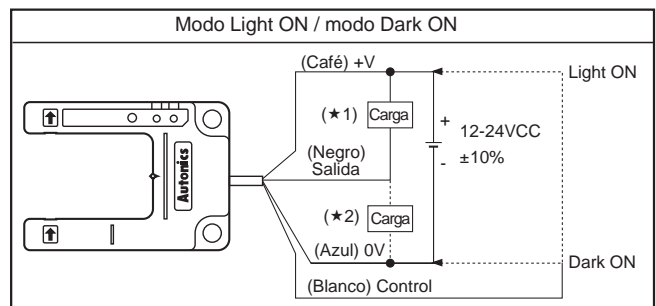 Modo Light ON / modo Dark ON
(Café) +V
Light ON
(★1) Carga
+
12-24VCC
- ±10%
(Negro)
Salida
Autonics
(★2) Carga
(Azul) 0V
Dark ON
(Blanco) Control